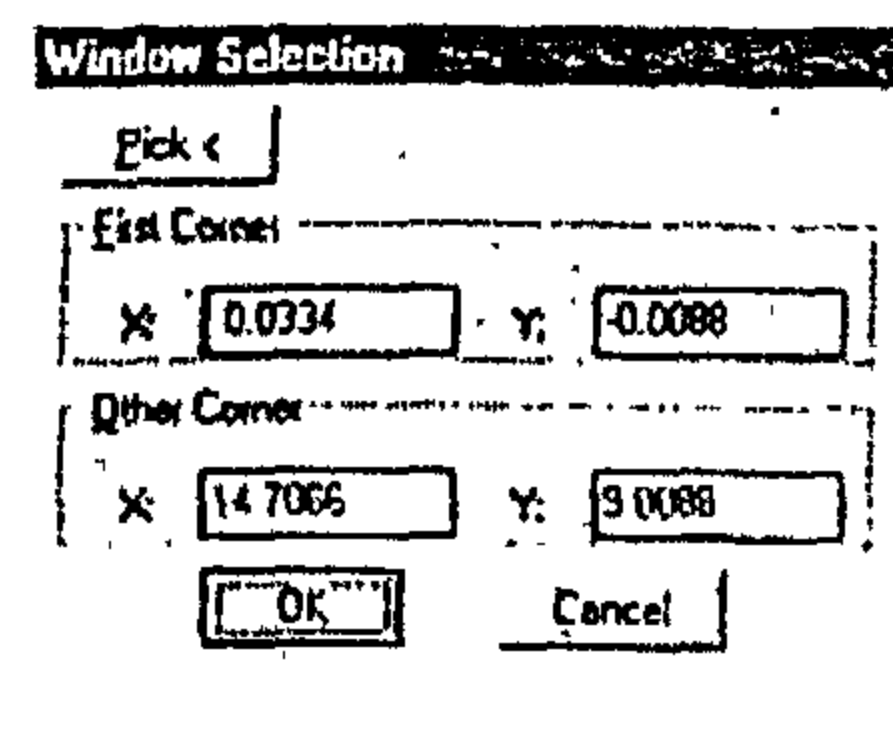 Window Selection
Pick <
First Corner
X: 0.0334 Y: -0.0088
Other Corner
X: 14.7066 Y: 9.0088
OK Cancel